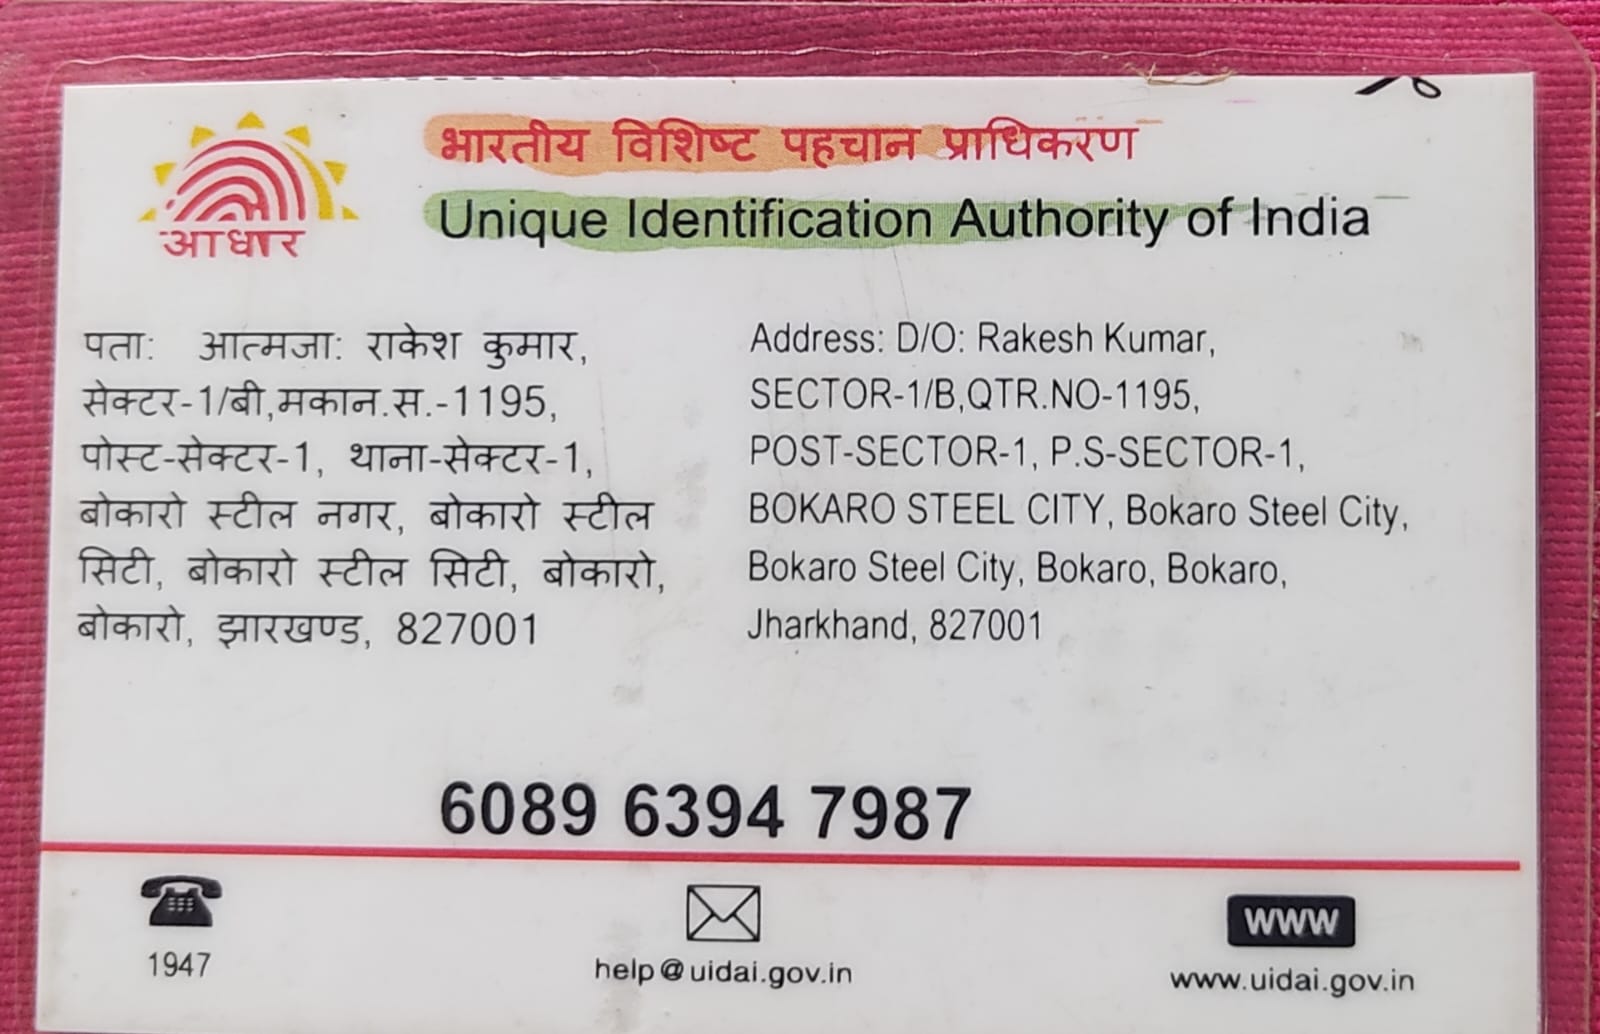 भारतीय विशिष्ट पहचान प्राधिकरण
Unique Identification Authority of India
आधार
पता: आत्मजा: राकेश कुमार,
सेक्टर-1/बी,मकान.स.-1195,
पोस्ट-सेक्टर-1, थाना-सेक्टर-1,
बोकारो स्टील नगर, बोकारो स्टील
सिटी, बोकारो स्टील सिटी, बोकारो,
बोकारो, झारखण्ड, 827001
Address: D/O: Rakesh Kumar,
SECTOR-1/B,QTR.NO-1195,
POST-SECTOR-1, P.S-SECTOR-1,
BOKARO STEEL CITY, Bokaro Steel City,
Bokaro Steel City, Bokaro, Bokaro,
Jharkhand, 827001
6089 6394 7987
1947
help@uidai.gov.in
www
www.uidai.gov.in